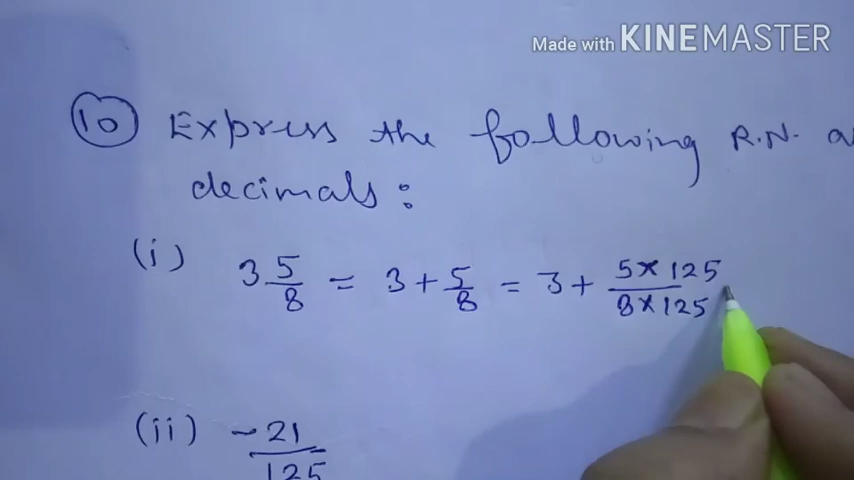 Made with KINEMASTER
10 Express the following R.N. a
decimals:
(i) 3 5/8 = 3 + 5/8 = 3 + 5×125/8×125
(ii) -21/125